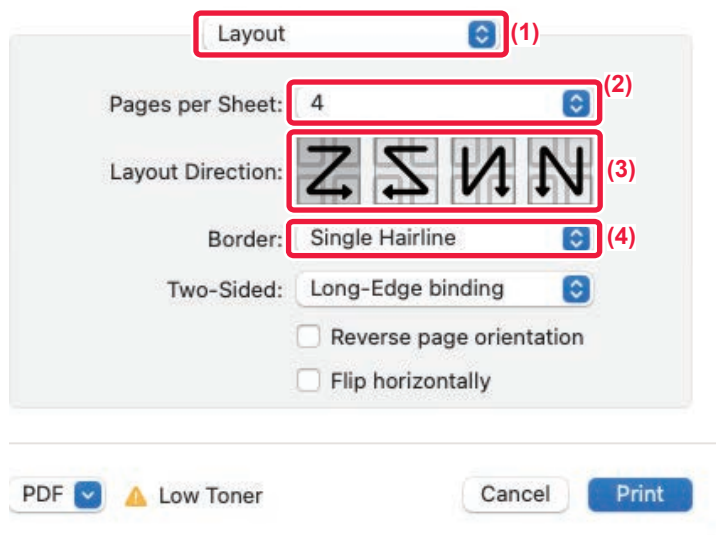 Layout (1)
Pages per Sheet: 4 (2)
Layout Direction: (3)
Border: Single Hairline (4)
Two-Sided: Long-Edge binding
Reverse page orientation
Flip horizontally
PDF Low Toner Cancel Print